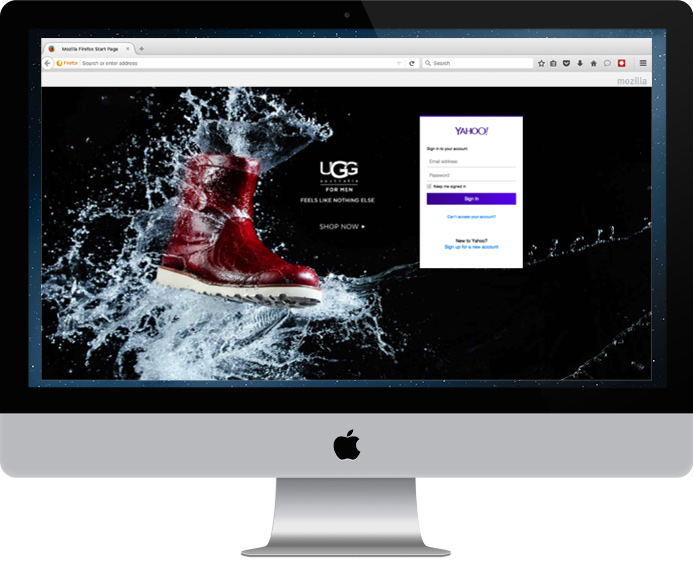 Mozilla Firefox Start Page
Firefox
Search or enter address
Search
mozilla
YAHOO!
Sign in to your account
Email address
Password
Keep me signed in
Sign in
Can't access your account?
New to Yahoo?
Sign up for a new account
UGG
australia
FOR MEN
FEELS LIKE NOTHING ELSE
SHOP NOW